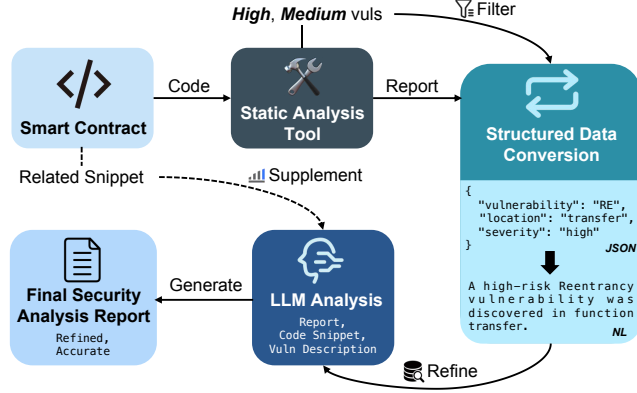 High, Medium vuls
Filter
Code
Report
Smart Contract
Static Analysis
Tool
Structured Data
Conversion
Related Snippet
Supplement
{
"vulnerability": "RE",
"location": "transfer",
"severity": "high"
}
JSON
A high-risk Reentrancy
vulnerability was
discovered in function
transfer.
NL
Final Security
Analysis Report
Refined,
Accurate
Generate
LLM Analysis
Report,
Code Snippet,
Vuln Description
Refine